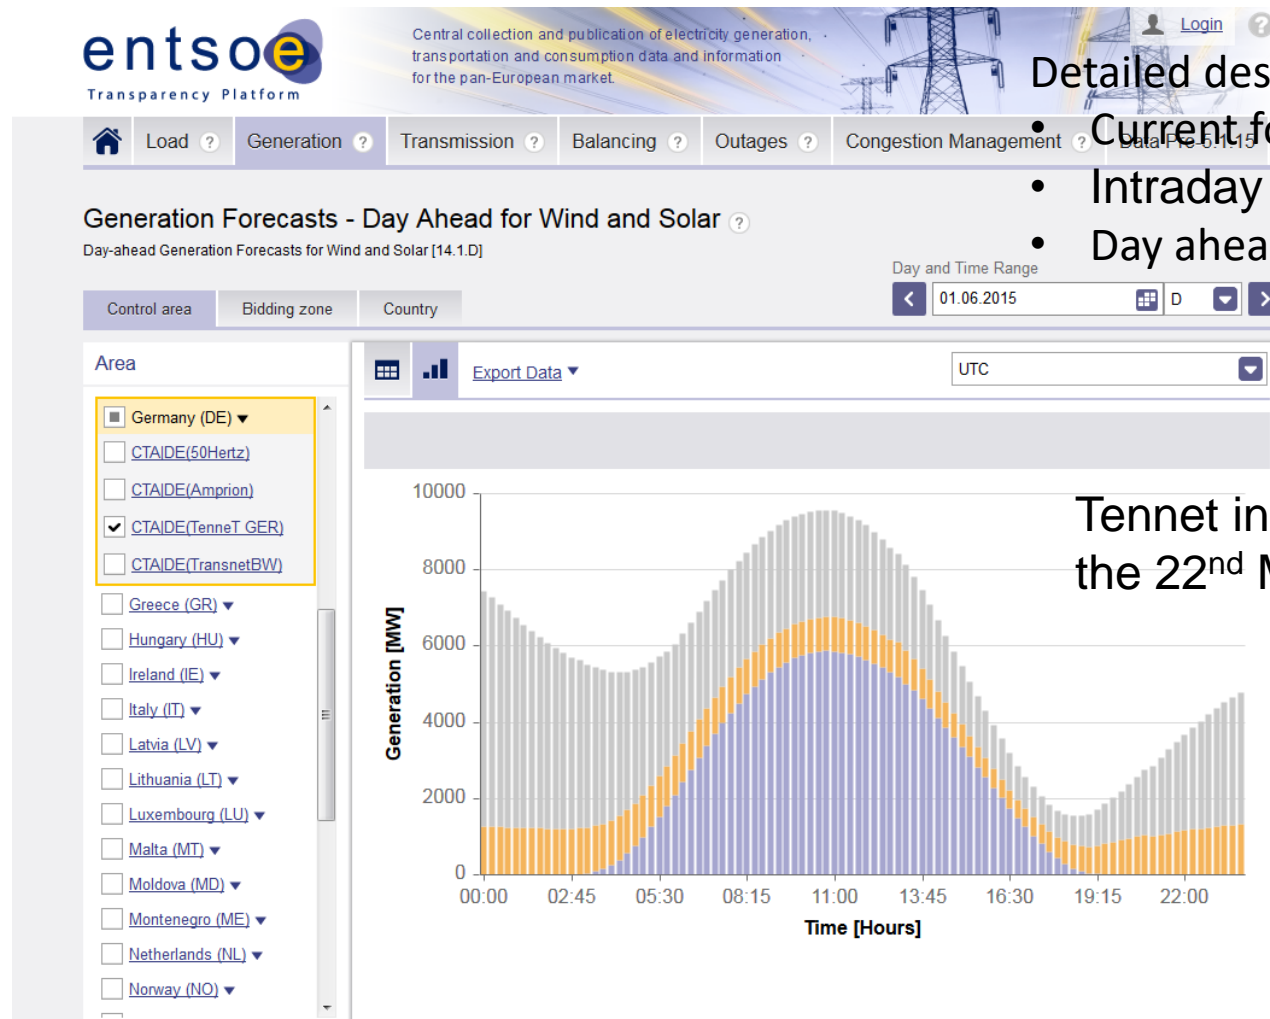 entsoe
Transparency Platform
Central collection and publication of electricity generation,
transportation and consumption data and information
for the pan-European market.
Login
?
Detailed des
• Current fo
• Intraday
• Day ahea
Load ?
Generation ?
Transmission ?
Balancing ?
Outages ?
Congestion Management ?
Data Pre-5.1.15
Generation Forecasts - Day Ahead for Wind and Solar ?
Day-ahead Generation Forecasts for Wind and Solar [14.1.D]
Day and Time Range
01.06.2015
D
Control area
Bidding zone
Country
Area
Export Data
UTC
Germany (DE)
CTA|DE(50Hertz)
CTA|DE(Amprion)
CTA|DE(TenneT GER)
CTA|DE(TransnetBW)
Greece (GR)
Hungary (HU)
Ireland (IE)
Italy (IT)
Latvia (LV)
Lithuania (LT)
Luxembourg (LU)
Malta (MT)
Moldova (MD)
Montenegro (ME)
Netherlands (NL)
Norway (NO)
Tennet in
the 22nd M
Generation [MW]
10000
8000
6000
4000
2000
0
00:00 02:45 05:30 08:15 11:00 13:45 16:30 19:15 22:00
Time [Hours]